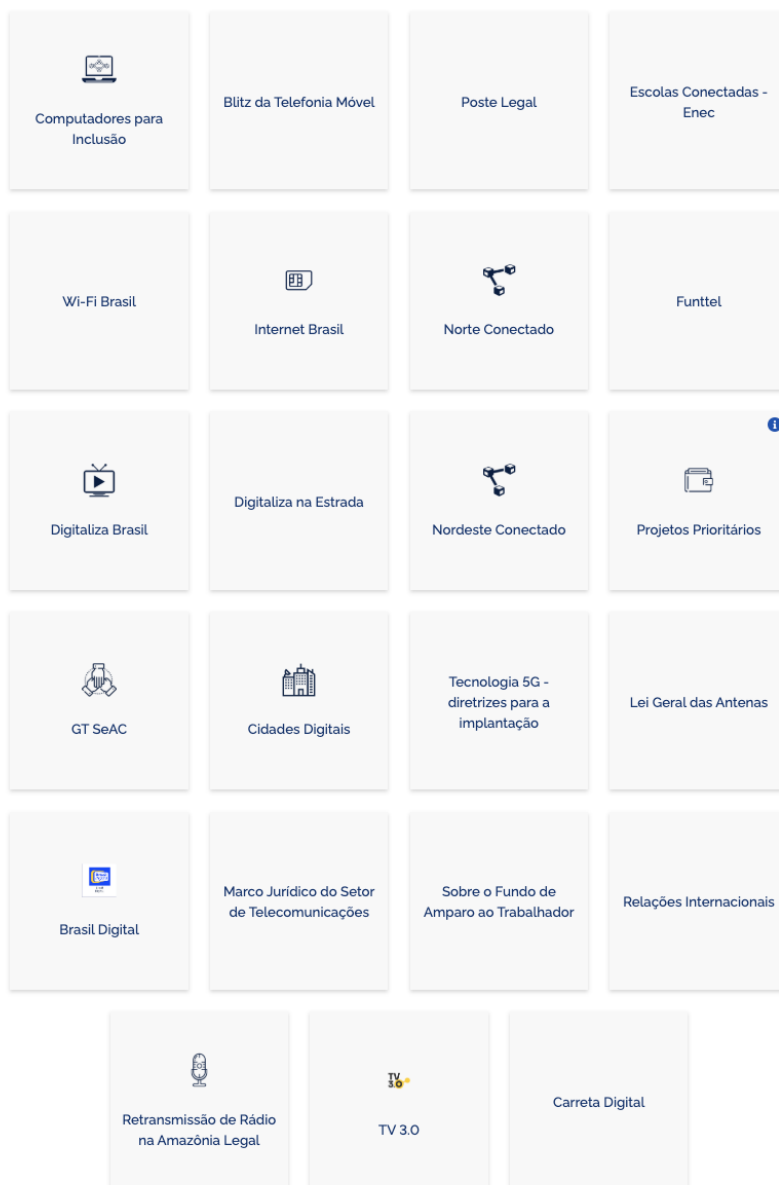 Computadores para
Inclusão
Blitz da Telefonia Móvel
Poste Legal
Escolas Conectadas -
Enec
Wi-Fi Brasil
Internet Brasil
Norte Conectado
Funttel
Digitaliza Brasil
Digitaliza na Estrada
Nordeste Conectado
Projetos Prioritários
GT SeAC
Cidades Digitais
Tecnologia 5G -
diretrizes para a
implantação
Lei Geral das Antenas
Brasil Digital
Marco Jurídico do Setor
de Telecomunicações
Sobre o Fundo de
Amparo ao Trabalhador
Relações Internacionais
Retransmissão de Rádio
na Amazônia Legal
TV
3.0
TV 3.0
Carreta Digital